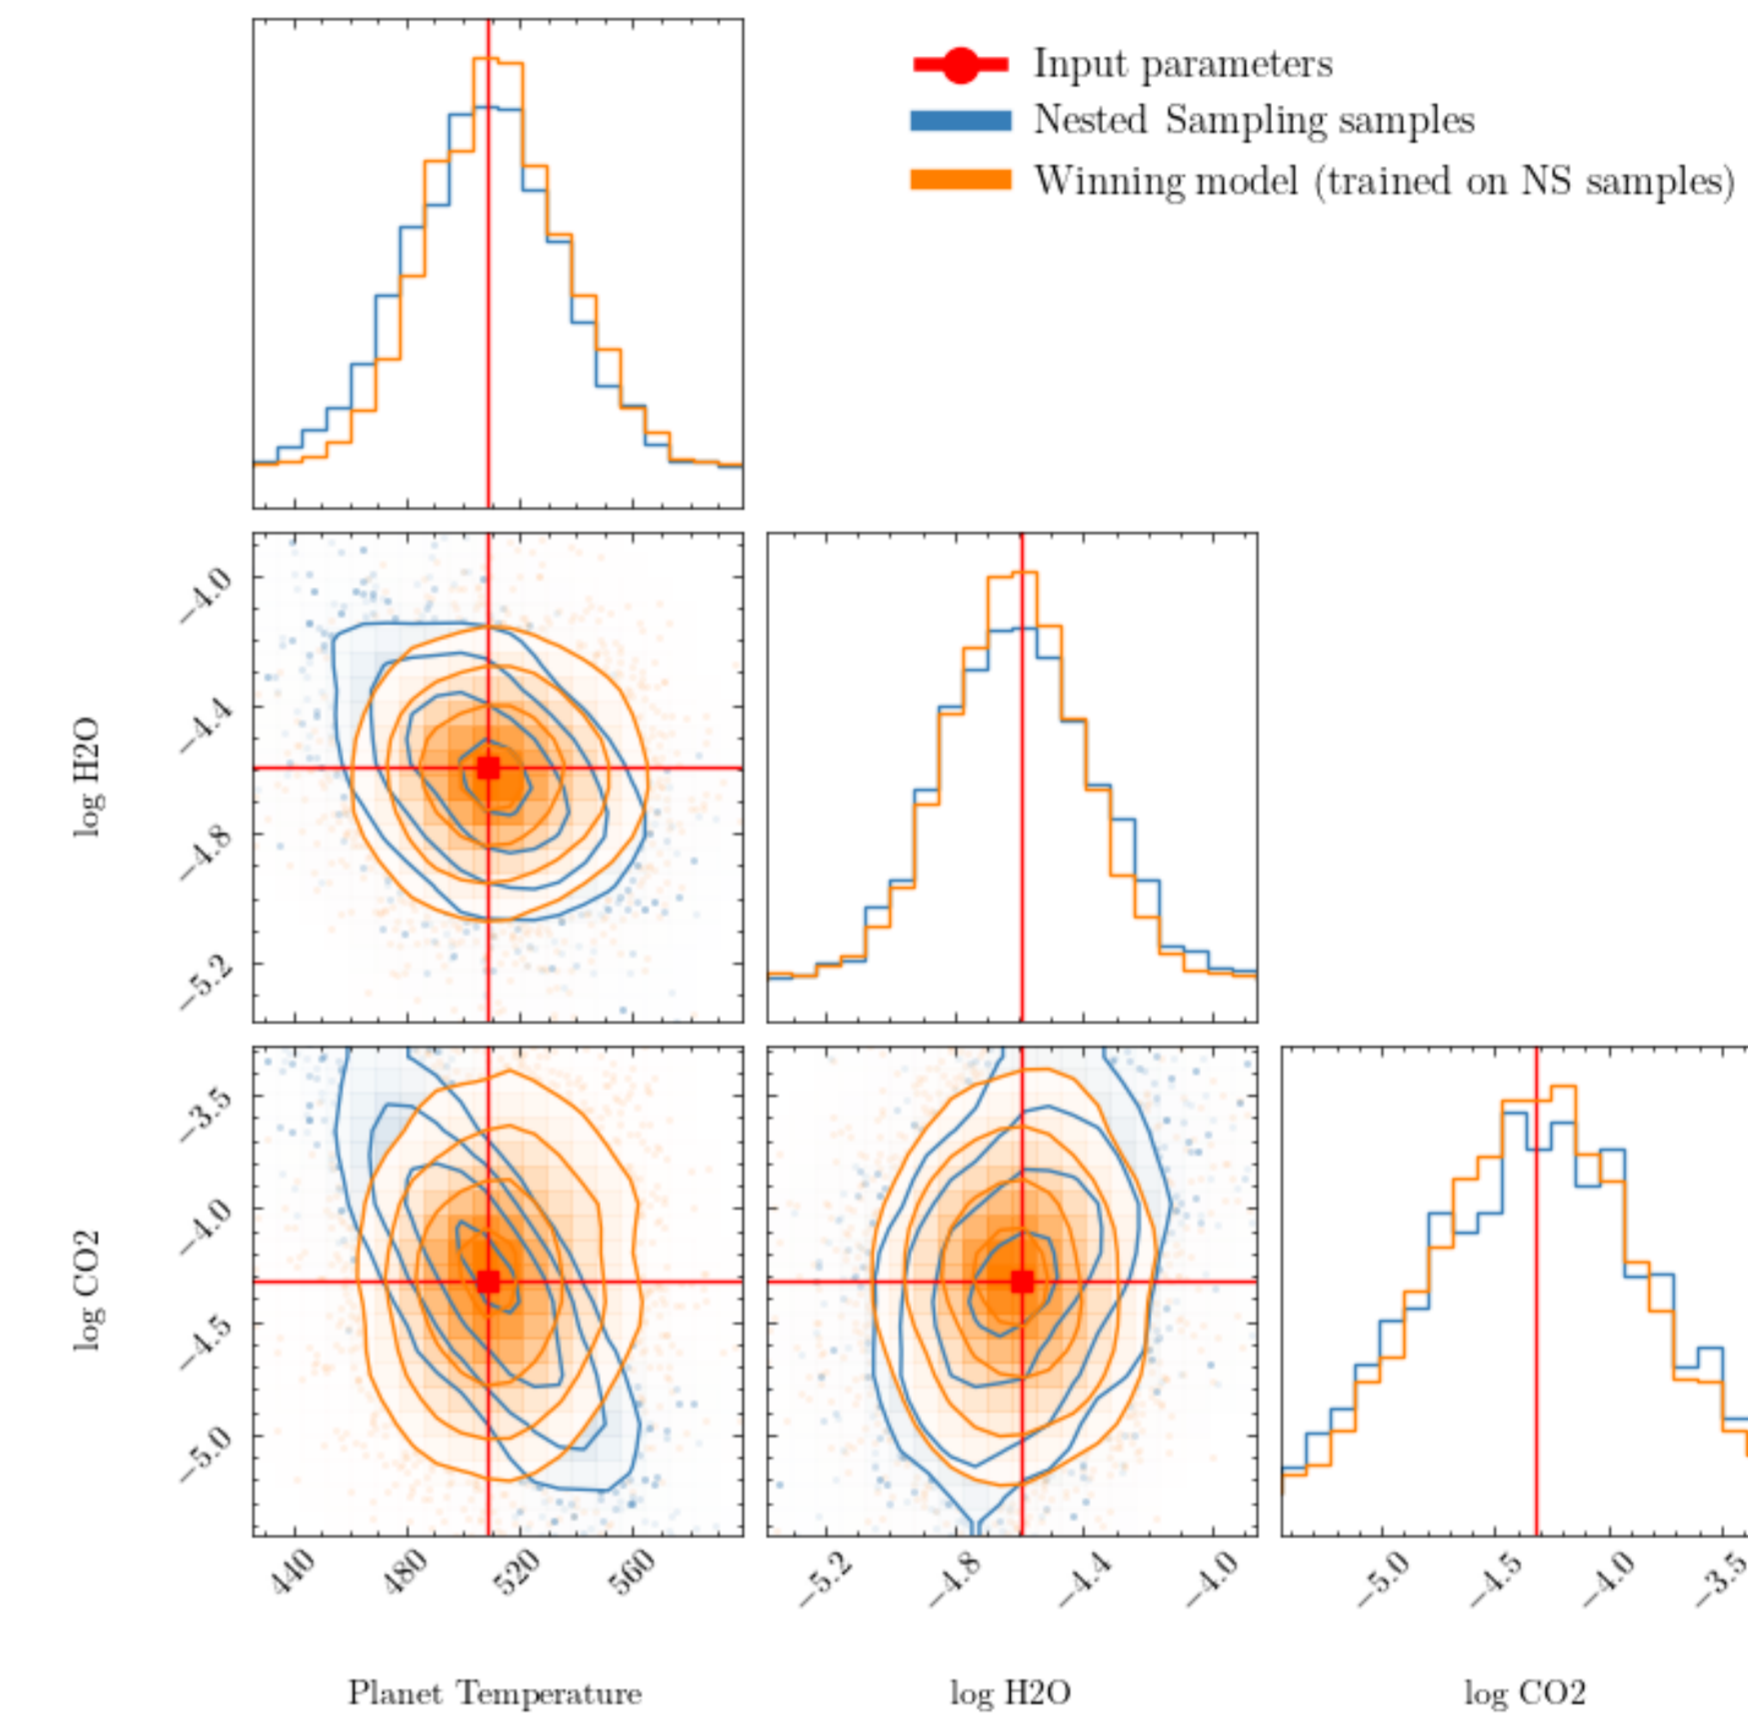 Input parameters
Nested Sampling samples
Winning model (trained on NS samples)
−4.0
−4.4
−4.8
−5.2
log H2O
−3.5
−4.0
−4.5
−5.0
log CO2
440 480 520 560
−5.2 −4.8 −4.4 −4.0
−5.0 −4.5 −4.0 −3.5
Planet Temperature
log H2O
log CO2